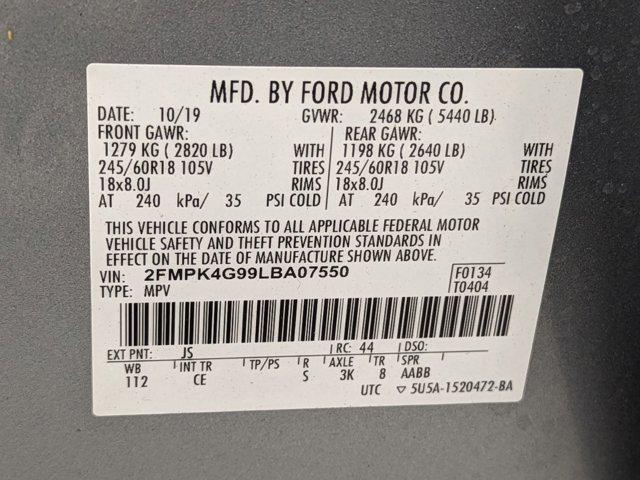 MFD. BY FORD MOTOR CO.
DATE: 10/19 GVWR: 2468 KG ( 5440 LB)
FRONT GAWR: REAR GAWR:
1279 KG ( 2820 LB) WITH 1198 KG ( 2640 LB) WITH
245/60R18 105V TIRES 245/60R18 105V TIRES
18x8.0J RIMS 18x8.0J RIMS
AT 240 kPa/ 35 PSI COLD AT 240 kPa/ 35 PSI COLD
THIS VEHICLE CONFORMS TO ALL APPLICABLE FEDERAL MOTOR
VEHICLE SAFETY AND THEFT PREVENTION STANDARDS IN
EFFECT ON THE DATE OF MANUFACTURE SHOWN ABOVE.
VIN: 2FMPK4G99LBA07550 F0134
TYPE: MPV T0404
EXT PNT: JS RC: 44 DSO:
WB INT TR TP/PS R AXLE TR SPR
112 CE S 3K 8 AABB
UTC ▽ 5U5A-1520472-BA